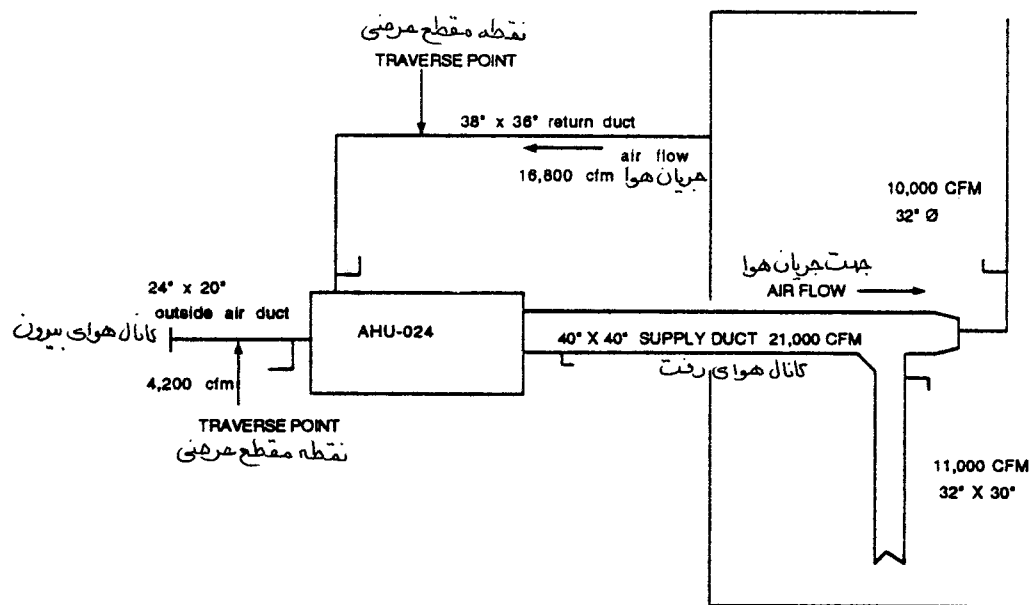 نقطه مقطع عرضی
TRAVERSE POINT
38" x 36" return duct
air flow
16,800 cfm جریان هوا
10,000 CFM
32" Ø
جهت جریان هوا
AIR FLOW
24" x 20"
outside air duct
کانال هوای بیرون
AHU-024
40" X 40" SUPPLY DUCT 21,000 CFM
کانال هوای رفت
4,200 cfm
TRAVERSE POINT
نقطه مقطع عرضی
11,000 CFM
32" X 30"